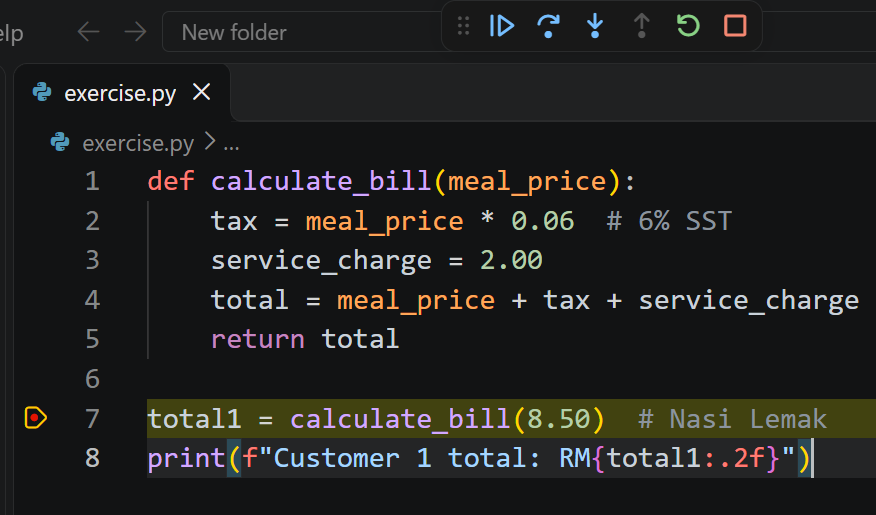 elp
New folder
exercise.py
exercise.py > ...
1 def calculate_bill(meal_price):
2     tax = meal_price * 0.06  # 6% SST
3     service_charge = 2.00
4     total = meal_price + tax + service_charge
5     return total
6
7 total1 = calculate_bill(8.50)  # Nasi Lemak
8 print(f"Customer 1 total: RM{total1:.2f}")